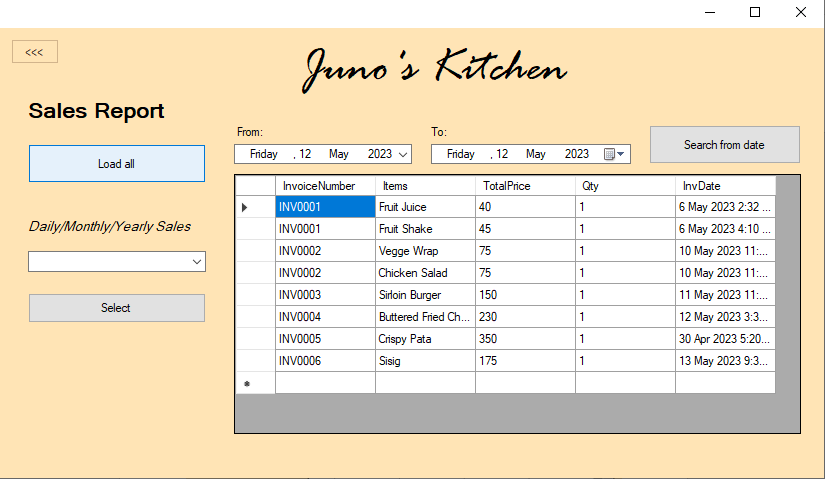 <<<
Juno's Kitchen
Sales Report
From:
To:
Friday , 12 May 2023
Friday , 12 May 2023
Search from date
Load all
Daily/Monthly/Yearly Sales
Select
InvoiceNumber Items TotalPrice Qty InvDate
INV0001 Fruit Juice 40 1 6 May 2023 2:32 ...
INV0001 Fruit Shake 45 1 6 May 2023 4:10 ...
INV0002 Vegge Wrap 75 1 10 May 2023 11:...
INV0002 Chicken Salad 75 1 10 May 2023 11:...
INV0003 Sirloin Burger 150 1 11 May 2023 11:...
INV0004 Buttered Fried Ch... 230 1 12 May 2023 3:3...
INV0005 Crispy Pata 350 1 30 Apr 2023 5:20...
INV0006 Sisig 175 1 13 May 2023 9:3...